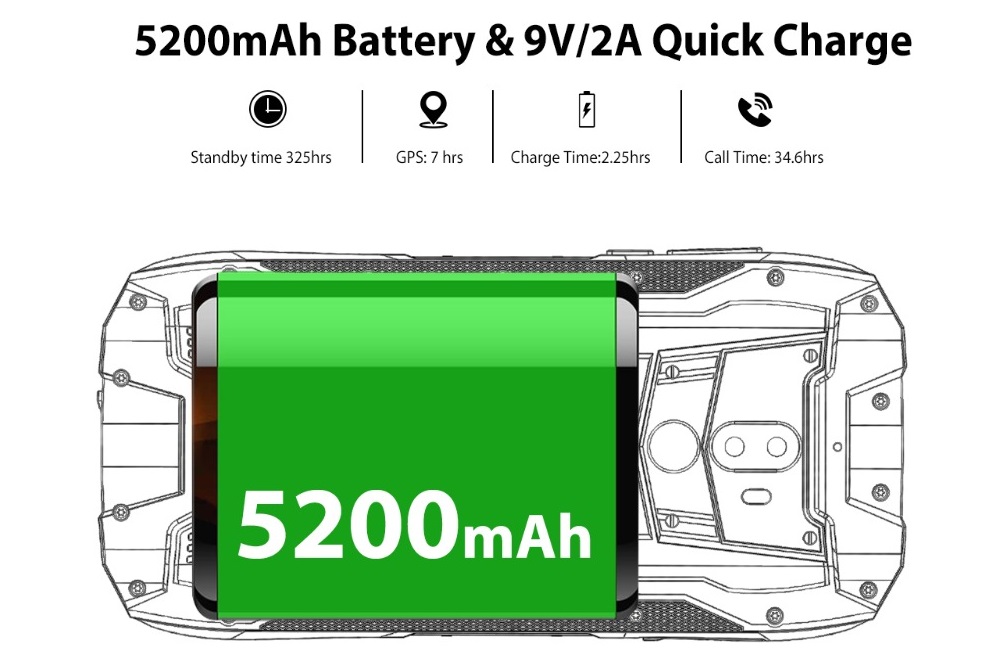 5200mAh Battery & 9V/2A Quick Charge
Standby time 325hrs
GPS: 7 hrs
Charge Time:2.25hrs
Call Time: 34.6hrs
5200mAh